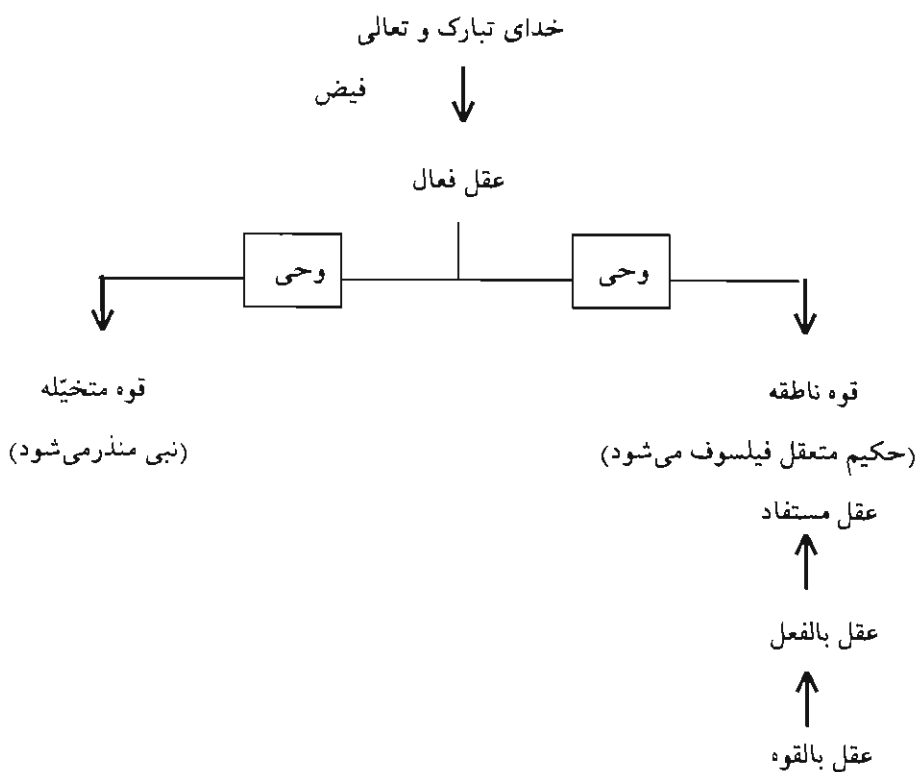 خدای تبارک و تعالی
فیض
عقل فعال
وحی
وحی
قوه ناطقه
قوه متخیّله
(حکیم متعقل فیلسوف می‌شود)
(نبی منذرمی‌شود)
عقل مستفاد
عقل بالفعل
عقل بالقوه